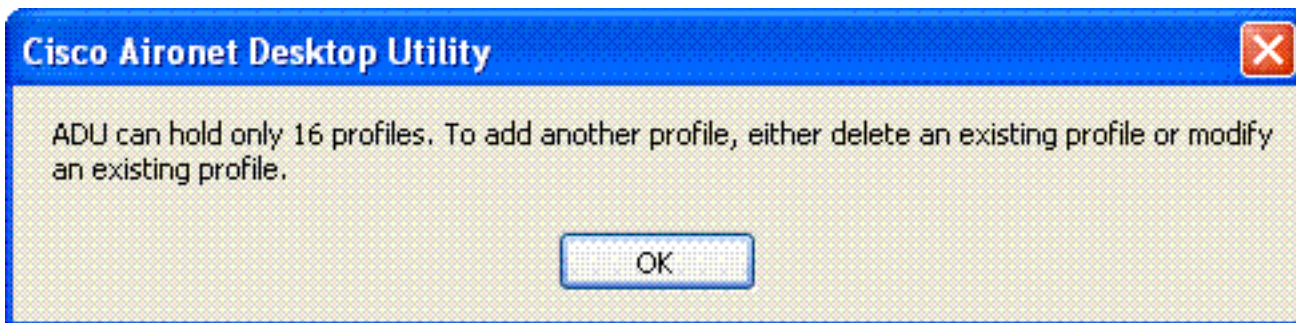 Cisco Aironet Desktop Utility
ADU can hold only 16 profiles. To add another profile, either delete an existing profile or modify
an existing profile.
OK